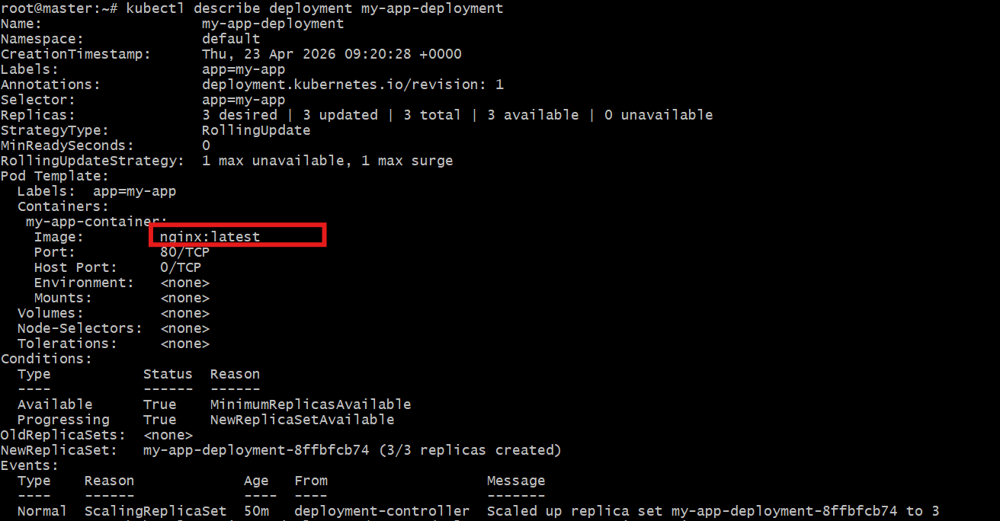 root@master:~# kubectl describe deployment my-app-deployment
Name:                   my-app-deployment
Namespace:              default
CreationTimestamp:      Thu, 23 Apr 2026 09:20:28 +0000
Labels:                 app=my-app
Annotations:            deployment.kubernetes.io/revision: 1
Selector:               app=my-app
Replicas:               3 desired | 3 updated | 3 total | 3 available | 0 unavailable
StrategyType:           RollingUpdate
MinReadySeconds:        0
RollingUpdateStrategy:  1 max unavailable, 1 max surge
Pod Template:
  Labels:  app=my-app
  Containers:
   my-app-container:
    Image:         nginx:latest
    Port:          80/TCP
    Host Port:     0/TCP
    Environment:   <none>
    Mounts:        <none>
  Volumes:         <none>
  Node-Selectors:  <none>
  Tolerations:     <none>
Conditions:
  Type           Status  Reason
  ----           ------  ------
  Available      True    MinimumReplicasAvailable
  Progressing    True    NewReplicaSetAvailable
OldReplicaSets:  <none>
NewReplicaSet:   my-app-deployment-8ffbfcb74 (3/3 replicas created)
Events:
  Type    Reason             Age   From                   Message
  ----    ------             ----  ----                   -------
  Normal  ScalingReplicaSet  50m   deployment-controller  Scaled up replica set my-app-deployment-8ffbfcb74 to 3